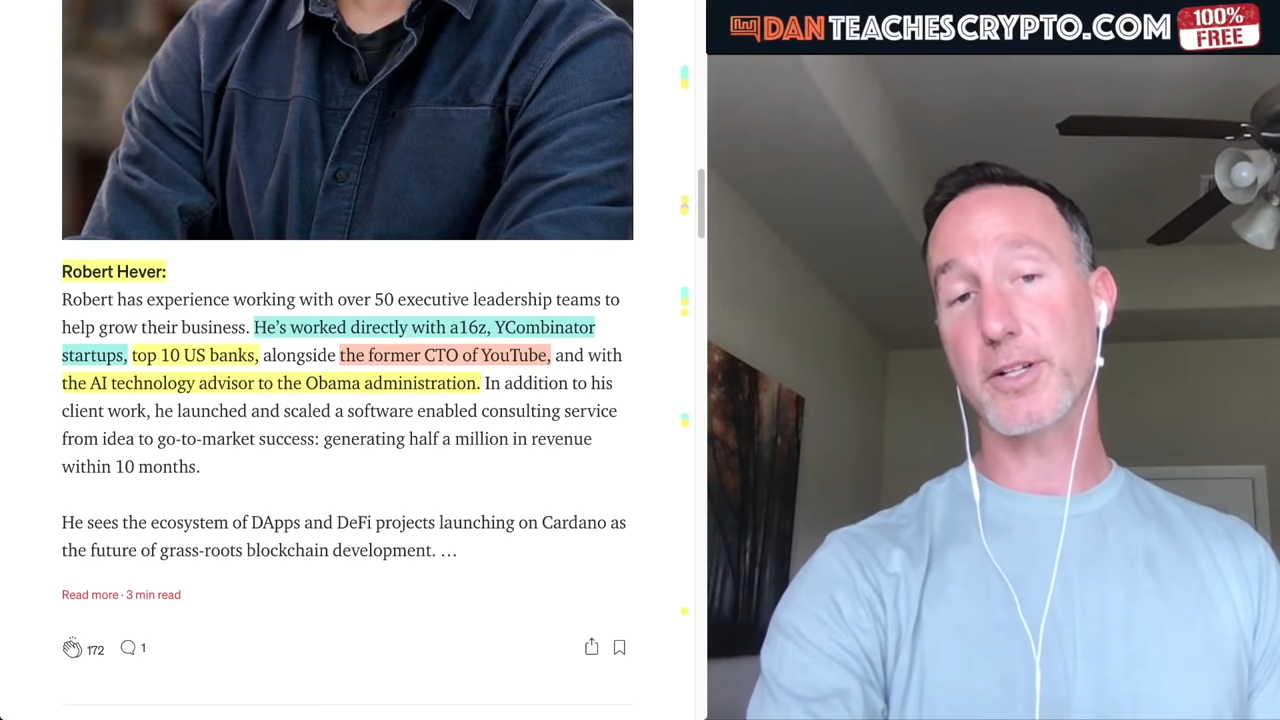 DANTEACHESCRYPTO.COM
100%
FREE
Robert Hever:
Robert has experience working with over 50 executive leadership teams to
help grow their business. He’s worked directly with a16z, YCombinator
startups, top 10 US banks, alongside the former CTO of YouTube, and with
the AI technology advisor to the Obama administration. In addition to his
client work, he launched and scaled a software enabled consulting service
from idea to go-to-market success: generating half a million in revenue
within 10 months.
He sees the ecosystem of DApps and DeFi projects launching on Cardano as
the future of grass-roots blockchain development. …
Read more · 3 min read
172
1